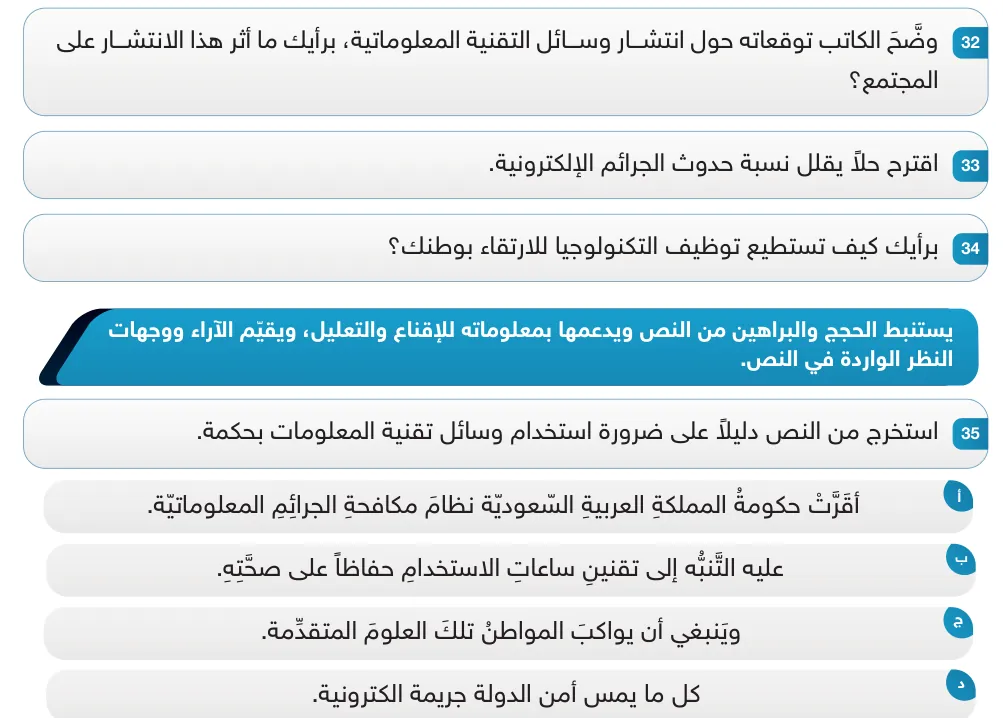 32 وضَّحَ الكاتب توقعاته حول انتشار وسائل التقنية المعلوماتية، برأيك ما أثر هذا الانتشار على
المجتمع؟
33 اقترح حلاً يقلل نسبة حدوث الجرائم الإلكترونية.
34 برأيك كيف تستطيع توظيف التكنولوجيا للارتقاء بوطنك؟
يستنبط الحجج والبراهين من النص ويدعمها بمعلوماته للإقناع والتعليل، ويقيّم الآراء ووجهات
النظر الواردة في النص.
35 استخرج من النص دليلاً على ضرورة استخدام وسائل تقنية المعلومات بحكمة.
أ أقَرَّتْ حكومةُ المملكةِ العربيةِ السّعوديّة نظامَ مكافحةِ الجرائِمِ المعلوماتيّة.
ب عليه التَّنبُّه إلى تقنينِ ساعاتِ الاستخدامِ حفاظاً على صحَّتِهِ.
ج ويَنبغي أن يواكبَ المواطنُ تلكَ العلومَ المتقدِّمة.
د كل ما يمس أمن الدولة جريمة الكترونية.